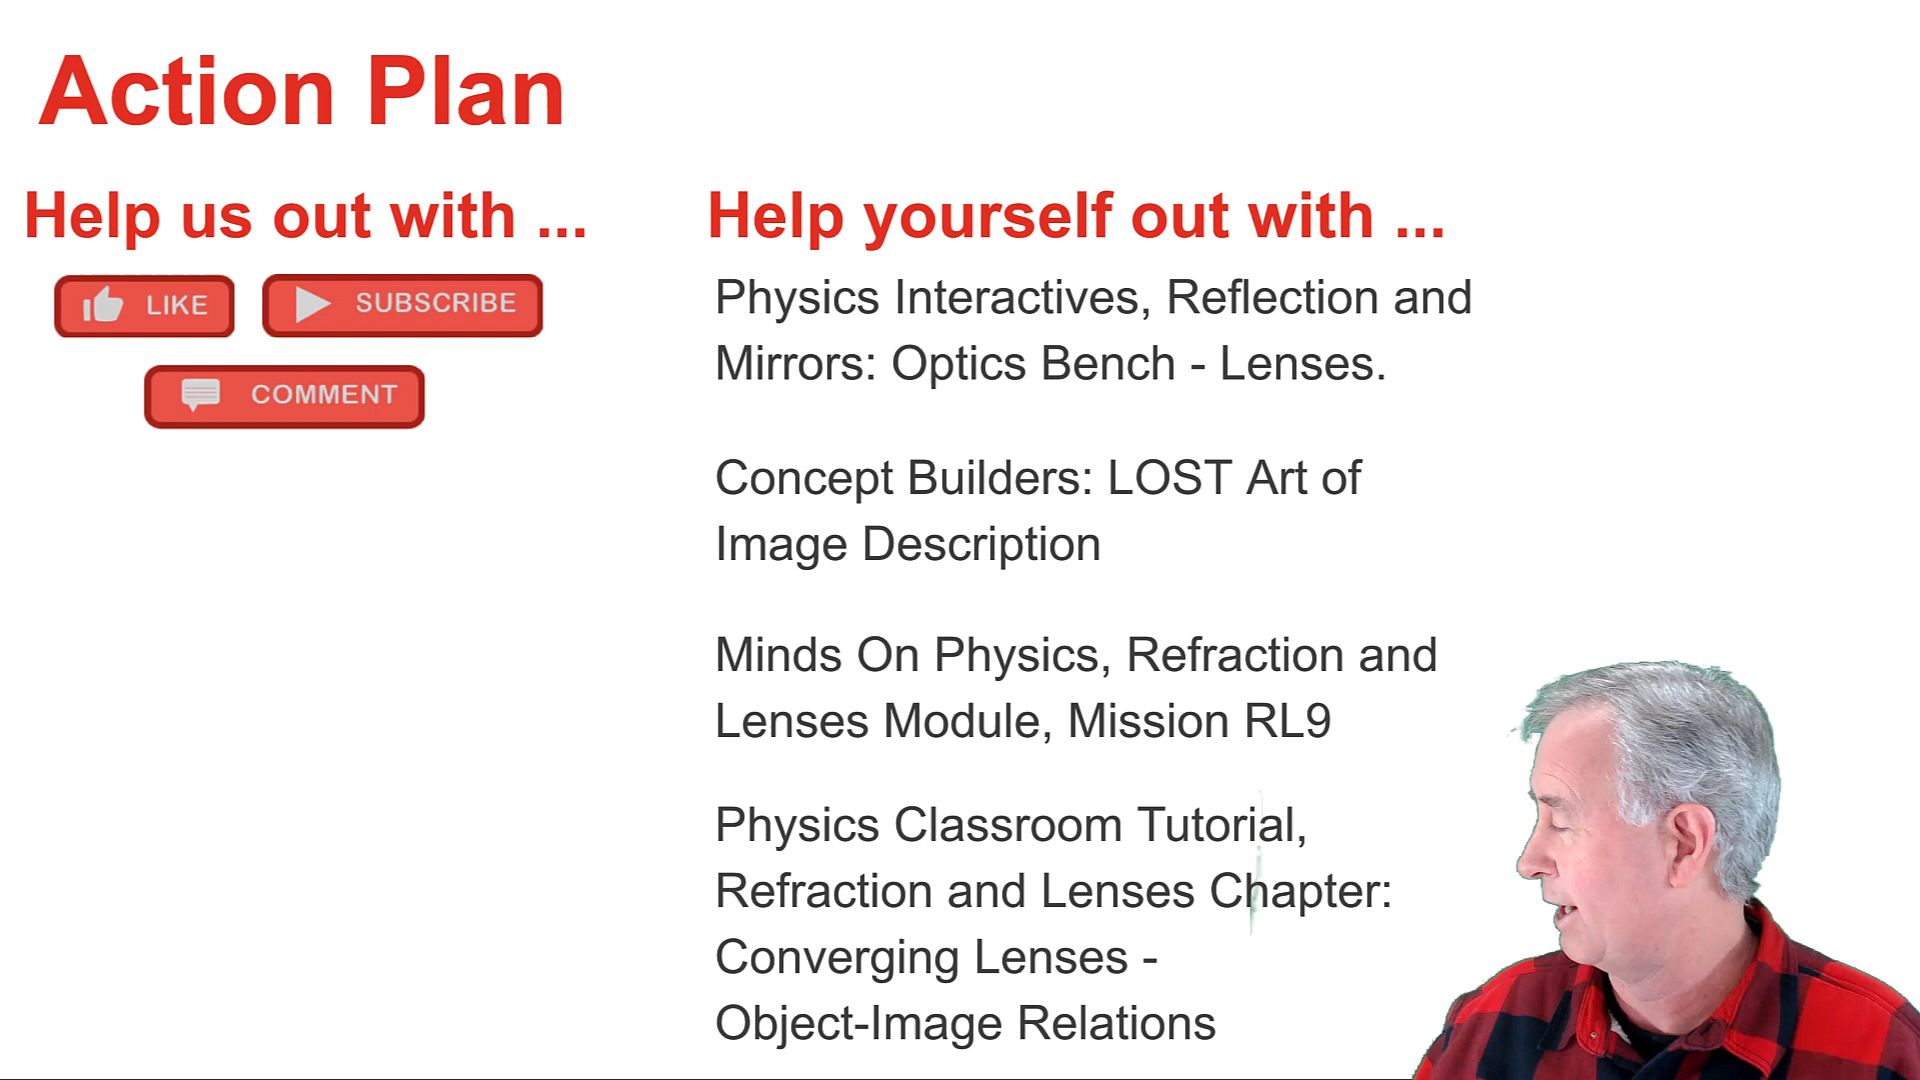 Action Plan
Help us out with ...
LIKE
SUBSCRIBE
COMMENT
Help yourself out with ...
Physics Interactives, Reflection and
Mirrors: Optics Bench - Lenses.
Concept Builders: LOST Art of
Image Description
Minds On Physics, Refraction and
Lenses Module, Mission RL9
Physics Classroom Tutorial,
Refraction and Lenses Chapter:
Converging Lenses -
Object-Image Relations